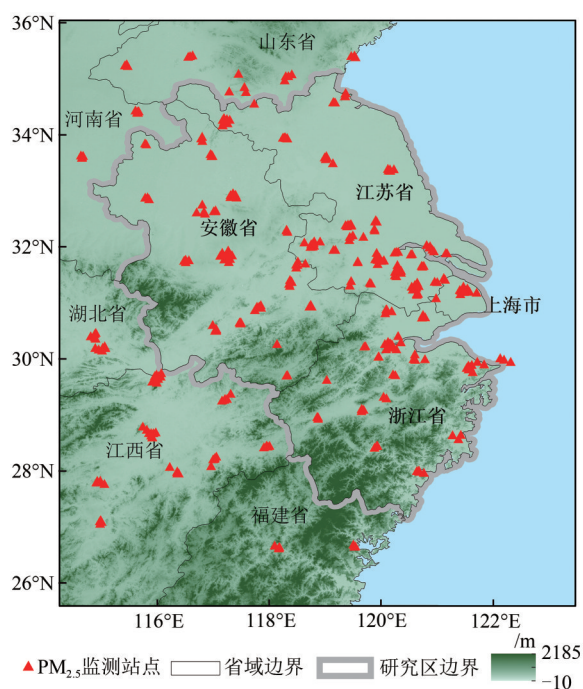 36°N
山东省
河南省
34°N
江苏省
安徽省
32°N
湖北省
上海市
30°N
浙江省
江西省
28°N
福建省
26°N
116°E 118°E 120°E 122°E
/m
2185
▲PM₂.₅监测站点 省域边界 研究区边界
-10